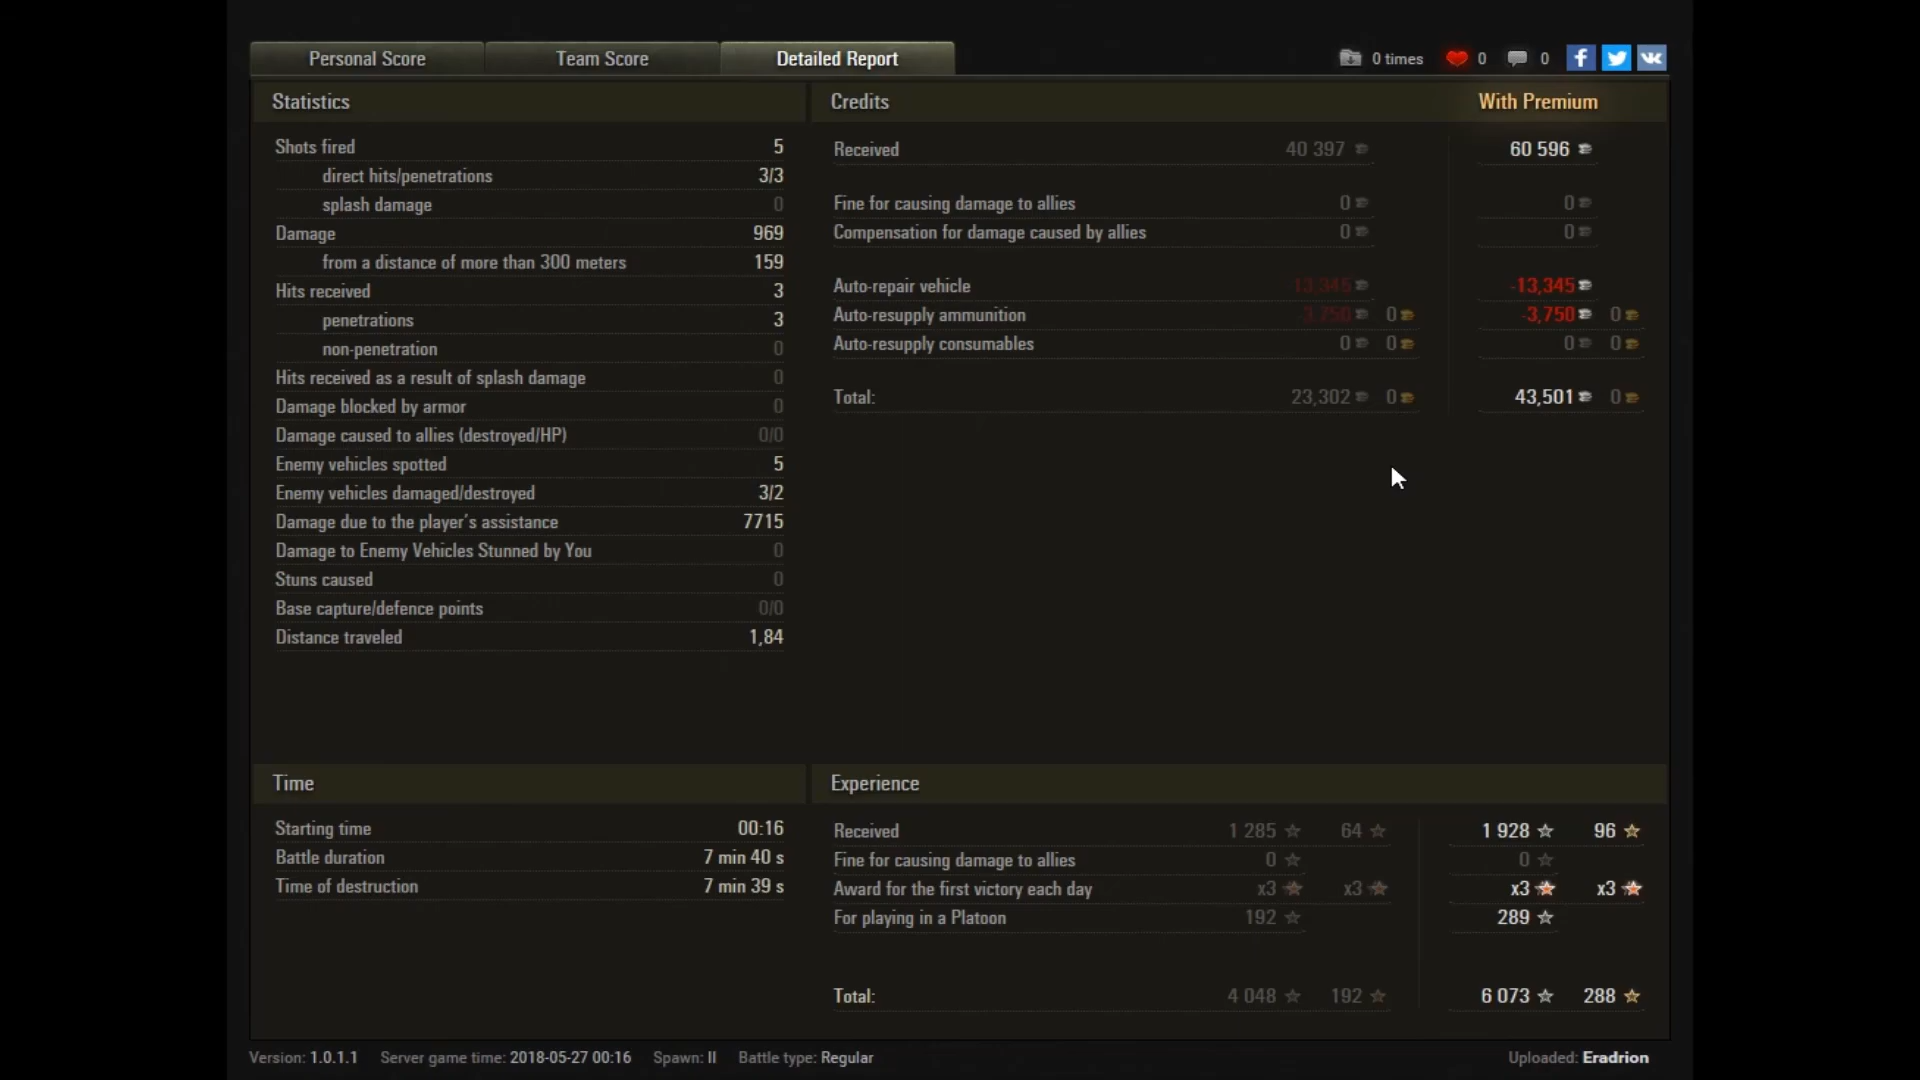 Personal Score Team Score Detailed Report 0 times 0 0
Statistics
Shots fired 5
direct hits/penetrations 3/3
splash damage 0
Damage 969
from a distance of more than 300 meters 159
Hits received 3
penetrations 3
non-penetration 0
Hits received as a result of splash damage 0
Damage blocked by armor 0
Damage caused to allies (destroyed/HP) 0/0
Enemy vehicles spotted 5
Enemy vehicles damaged/destroyed 3/2
Damage due to the player's assistance 7715
Damage to Enemy Vehicles Stunned by You 0
Stuns caused 0
Base capture/defence points 0/0
Distance traveled 1,84
Credits With Premium
Received 40 397 60 596
Fine for causing damage to allies 0 0
Compensation for damage caused by allies 0 0
Auto-repair vehicle -13,345 -13,345
Auto-resupply ammunition -3,750 0 -3,750 0
Auto-resupply consumables 0 0 0 0
Total: 23,302 0 43,501 0
Time
Starting time 00:16
Battle duration 7 min 40 s
Time of destruction 7 min 39 s
Experience
Received 1 285 64 1 928 96
Fine for causing damage to allies 0 0
Award for the first victory each day x3 x3 x3 x3
For playing in a Platoon 192 289
Total: 4 048 192 6 073 288
Version: 1.0.1.1 Server game time: 2018-05-27 00:16 Spawn: II Battle type: Regular Uploaded: Eradrion